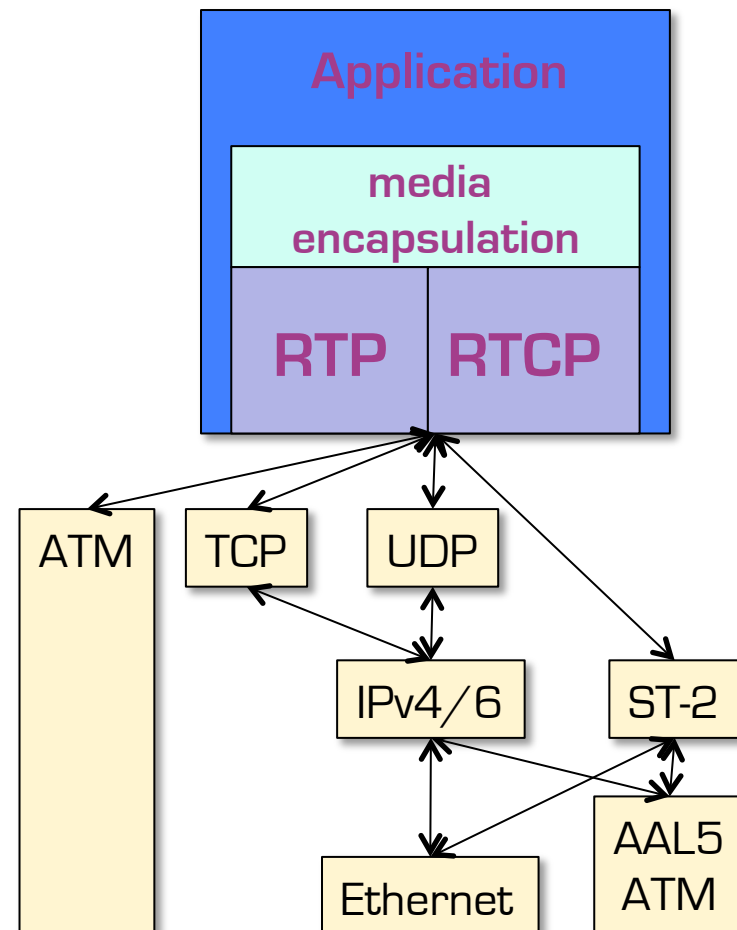 Application
media
encapsulation
RTP
RTCP
ATM
TCP
UDP
IPv4/6
ST-2
AAL5
ATM
Ethernet